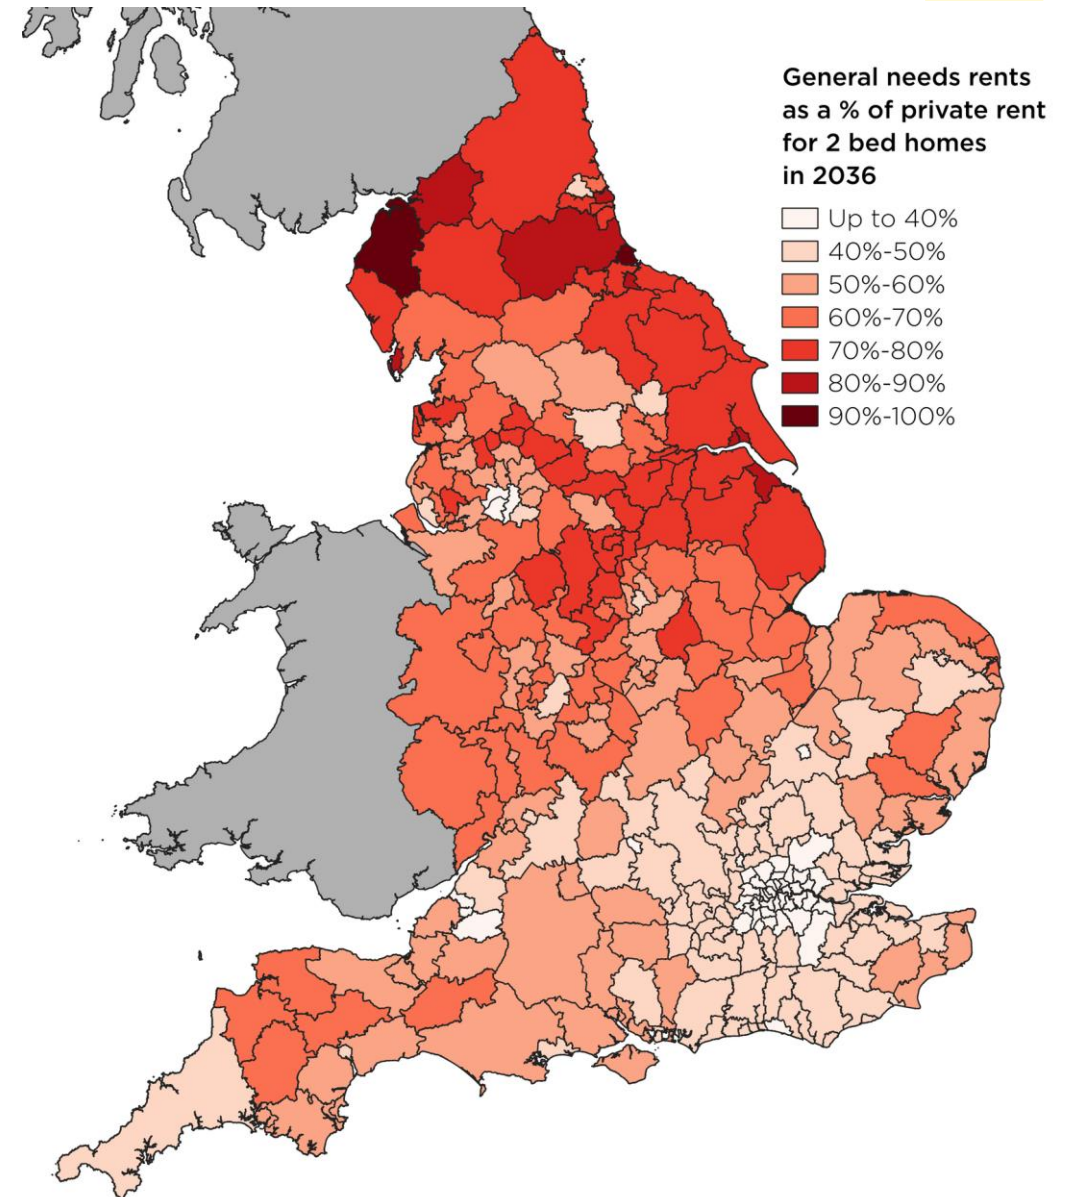 General needs rents
as a % of private rent
for 2 bed homes
in 2036
Up to 40%
40%-50%
50%-60%
60%-70%
70%-80%
80%-90%
90%-100%